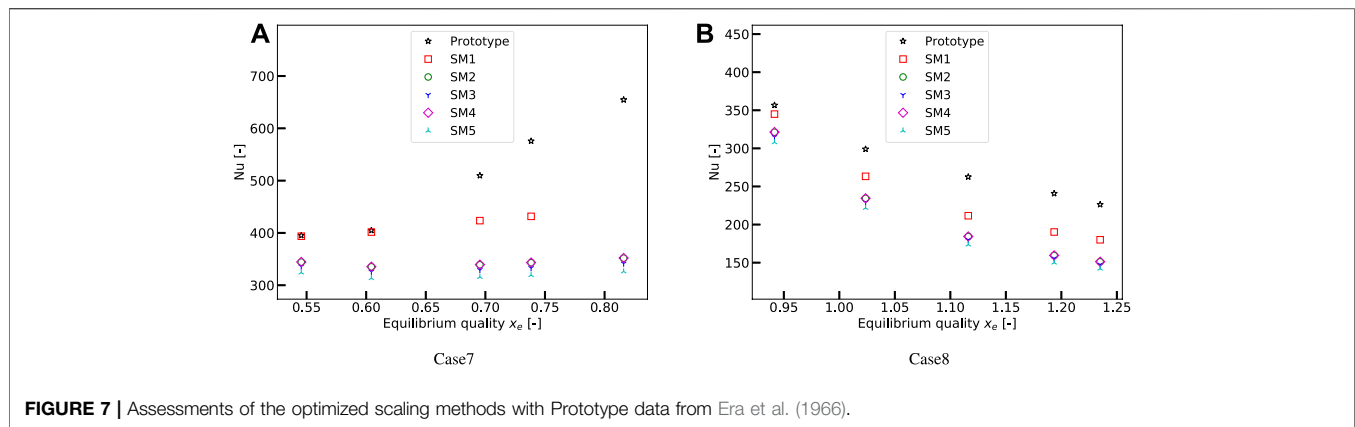 A
Prototype
SM1
SM2
SM3
SM4
SM5
700
600
500
400
300
Nu [-]
0.55 0.60 0.65 0.70 0.75 0.80
Equilibrium quality xₑ [-]
Case7
B
Prototype
SM1
SM2
SM3
SM4
SM5
450
400
350
300
250
200
150
Nu [-]
0.95 1.00 1.05 1.10 1.15 1.20 1.25
Equilibrium quality xₑ [-]
Case8
FIGURE 7 | Assessments of the optimized scaling methods with Prototype data from Era et al. (1966).